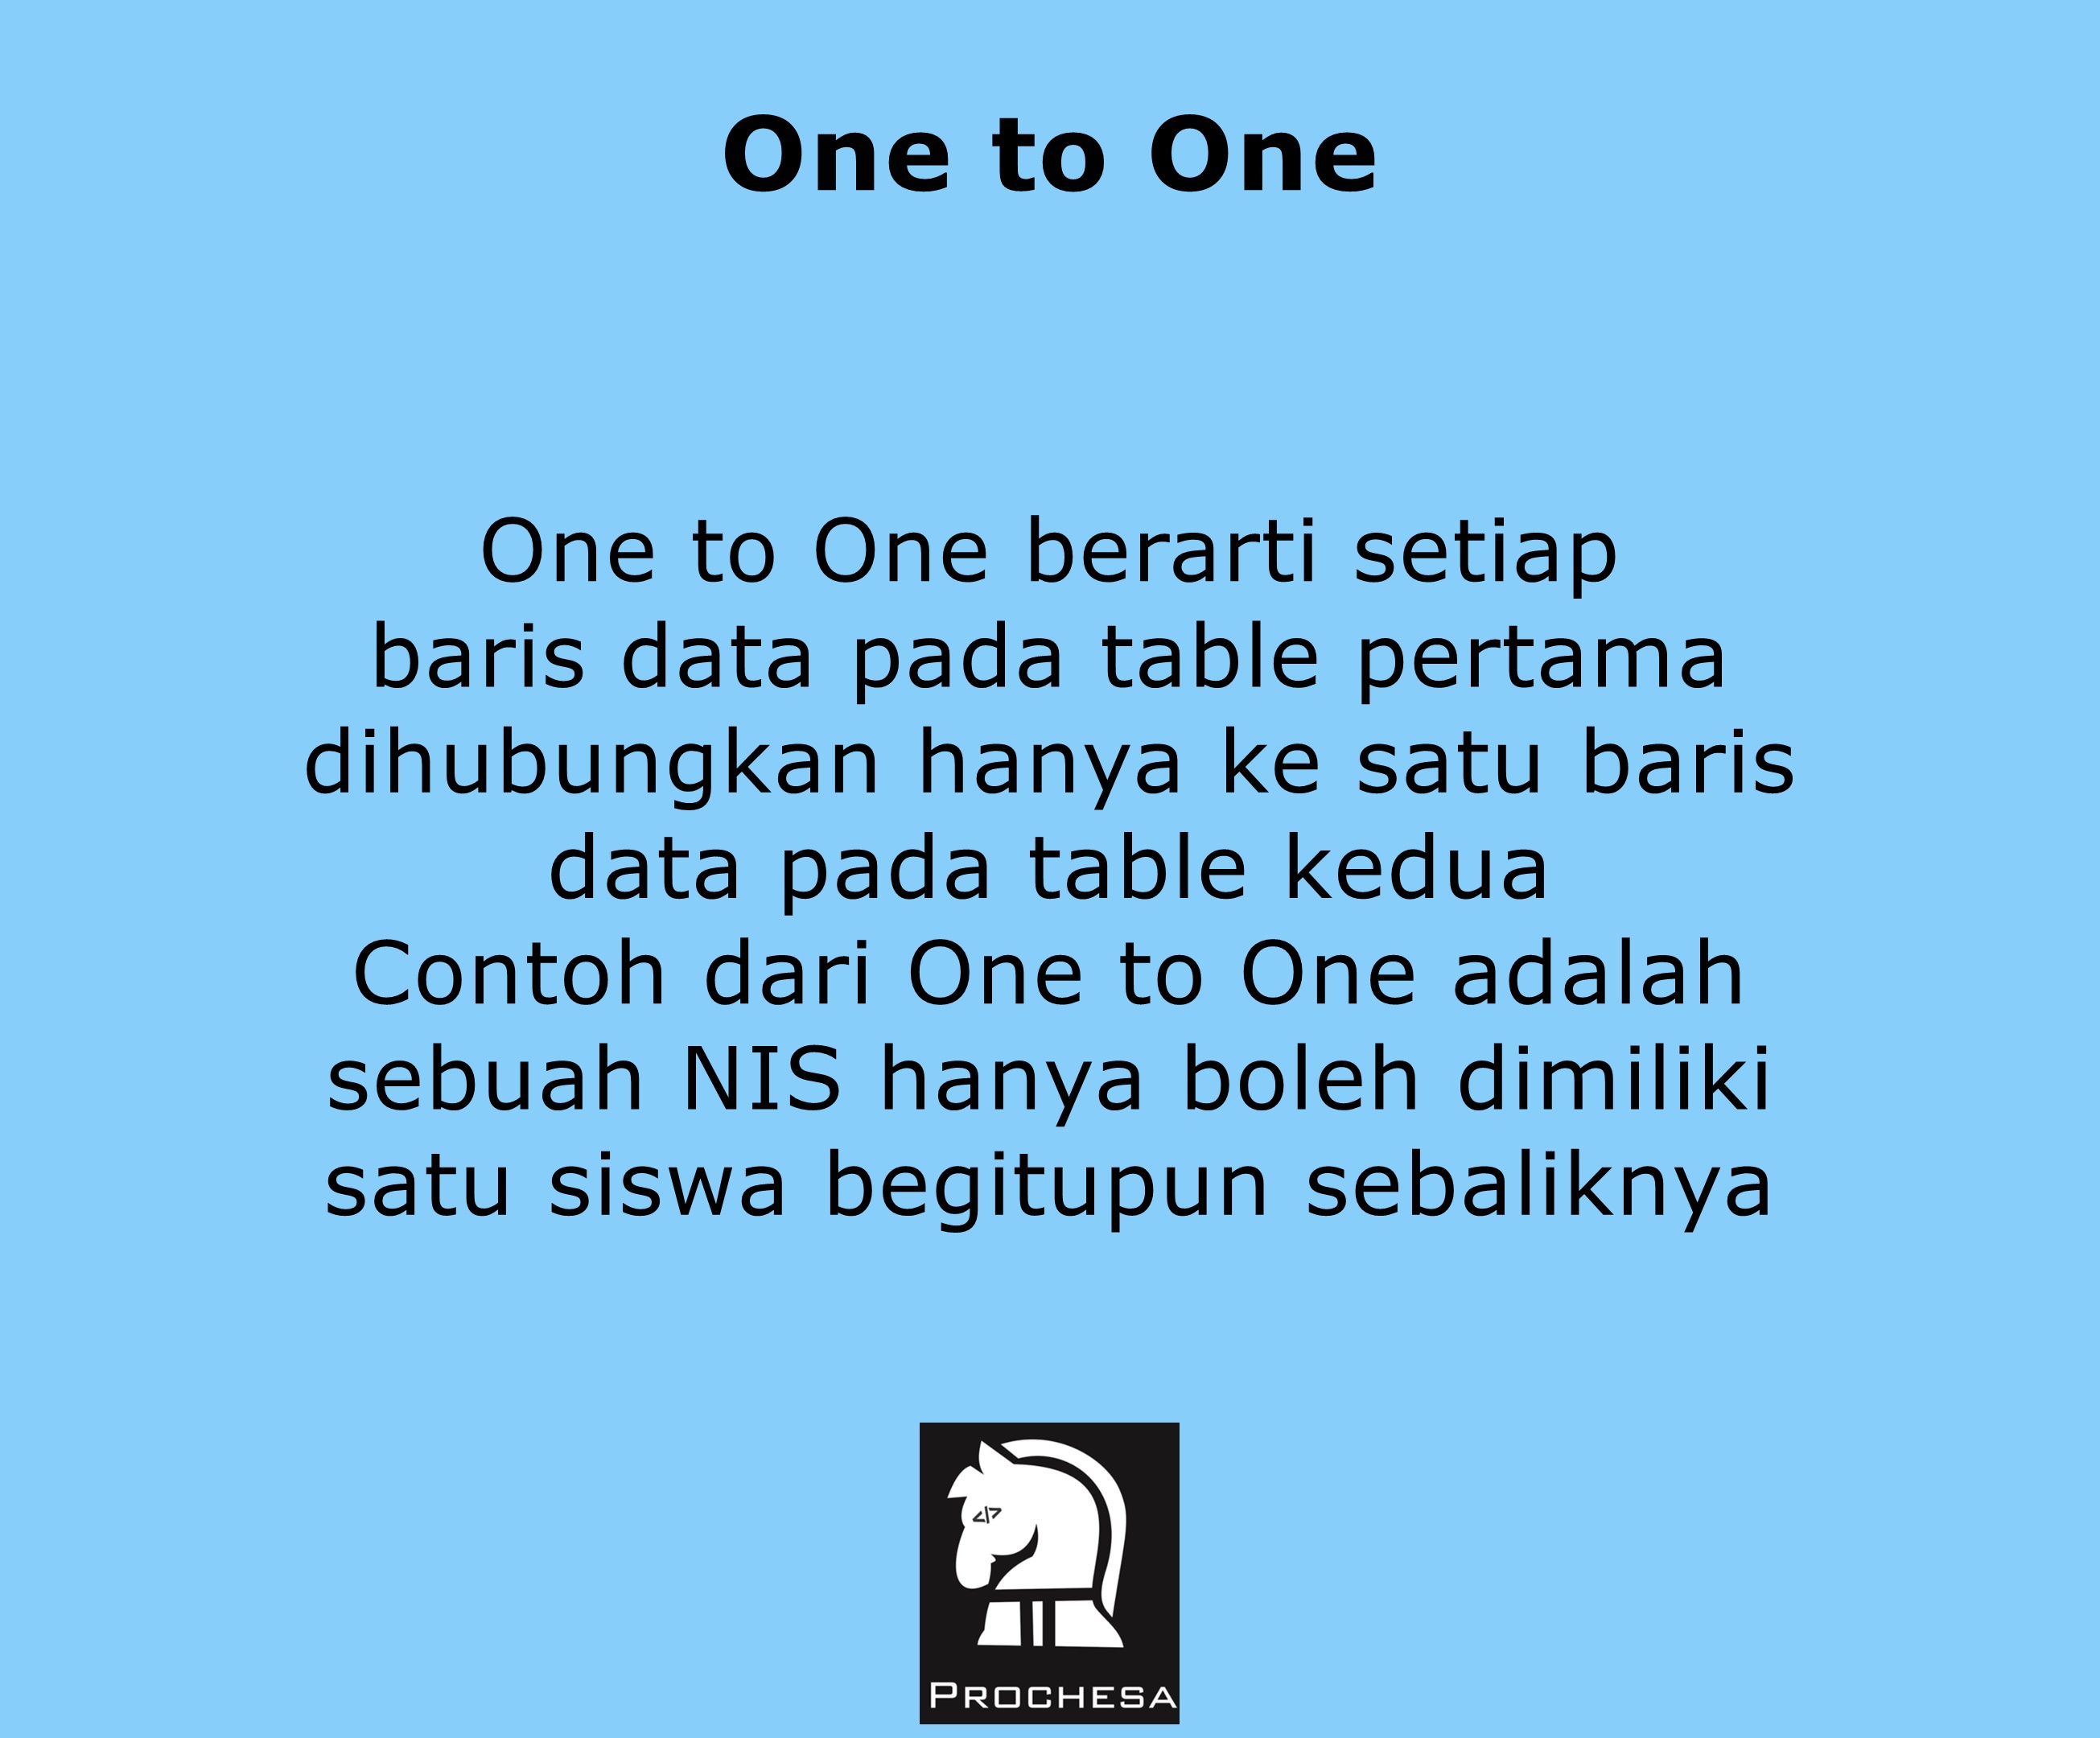 One to One
One to One berarti setiap
baris data pada table pertama
dihubungkan hanya ke satu baris
data pada table kedua
Contoh dari One to One adalah
sebuah NIS hanya boleh dimiliki
satu siswa begitupun sebaliknya
</>
PROCHESA